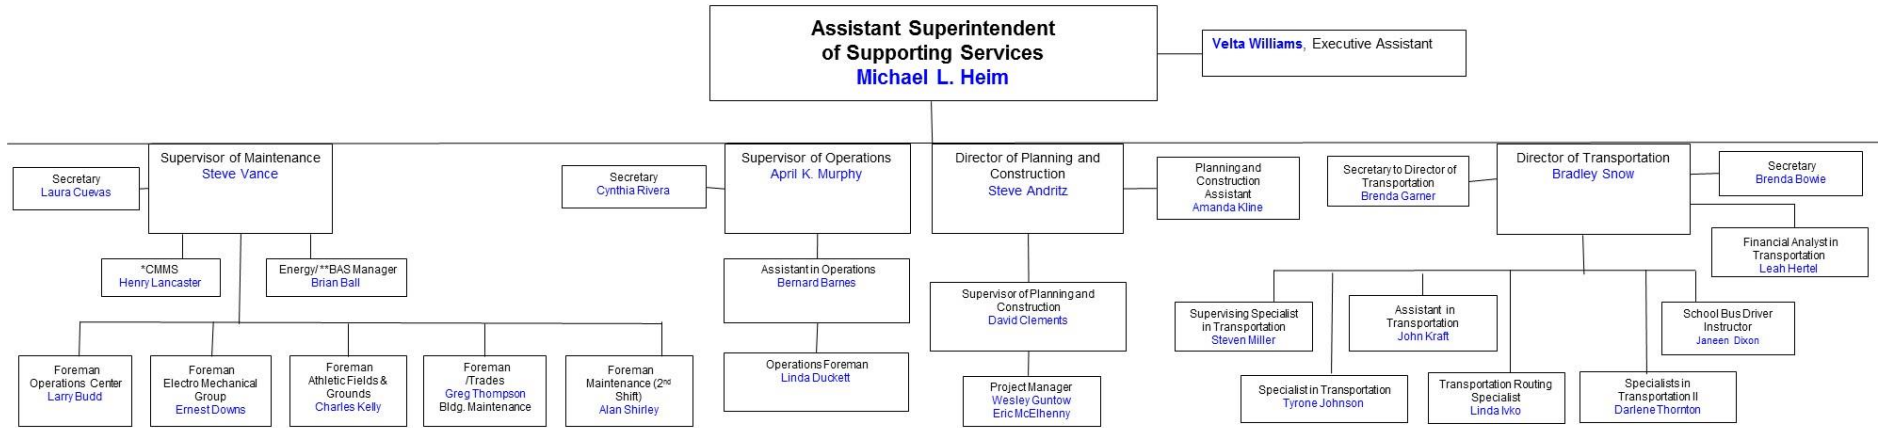 Assistant Superintendent
of Supporting Services
Michael L. Heim
Velta Williams, Executive Assistant
Secretary
Laura Cuevas
Supervisor of Maintenance
Steve Vance
*CMMS
Henry Lancaster
Energy/ **BAS Manager
Brian Ball
Foreman
Operations Center
Larry Budd
Foreman
Electro Mechanical
Group
Ernest Downs
Foreman
Athletic Fields &
Grounds
Charles Kelly
Foreman
/Trades
Greg Thompson
Bldg. Maintenance
Foreman
Maintenance (2nd
Shift)
Alan Shirley
Secretary
Cynthia Rivera
Supervisor of Operations
April K. Murphy
Assistant in Operations
Bernard Barnes
Operations Foreman
Linda Duckett
Director of Planning and
Construction
Steve Andritz
Planning and
Construction
Assistant
Amanda Kline
Supervisor of Planning and
Construction
David Clements
Project Manager
Wesley Guntow
Eric McElhenny
Secretary to Director of
Transportation
Brenda Garner
Director of Transportation
Bradley Snow
Secretary
Brenda Bowie
Financial Analyst in
Transportation
Leah Hertel
Supervising Specialist
in Transportation
Steven Miller
Specialist in Transportation
Tyrone Johnson
Assistant in
Transportation
John Kraft
Transportation Routing
Specialist
Linda Ivko
Specialists in
Transportation II
Darlene Thornton
School Bus Driver
Instructor
Janeen Dixon